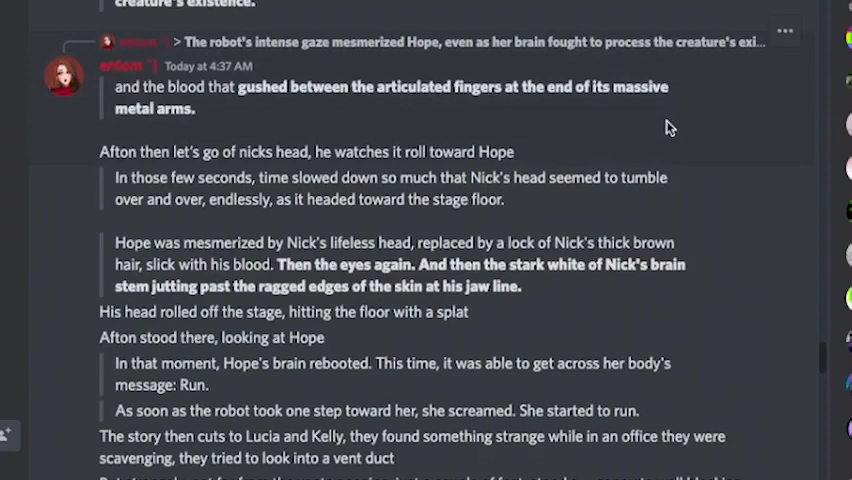 creature's existence.
> The robot's intense gaze mesmerized Hope, even as her brain fought to process the creature's exi...
Today at 4:37 AM
and the blood that gushed between the articulated fingers at the end of its massive
metal arms.
Afton then let's go of nicks head, he watches it roll toward Hope
In those few seconds, time slowed down so much that Nick's head seemed to tumble
over and over, endlessly, as it headed toward the stage floor.
Hope was mesmerized by Nick's lifeless head, replaced by a lock of Nick's thick brown
hair, slick with his blood. Then the eyes again. And then the stark white of Nick's brain
stem jutting past the ragged edges of the skin at his jaw line.
His head rolled off the stage, hitting the floor with a splat
Afton stood there, looking at Hope
In that moment, Hope's brain rebooted. This time, it was able to get across her body's
message: Run.
As soon as the robot took one step toward her, she screamed. She started to run.
The story then cuts to Lucia and Kelly, they found something strange while in an office they were
scavenging, they tried to look into a vent duct